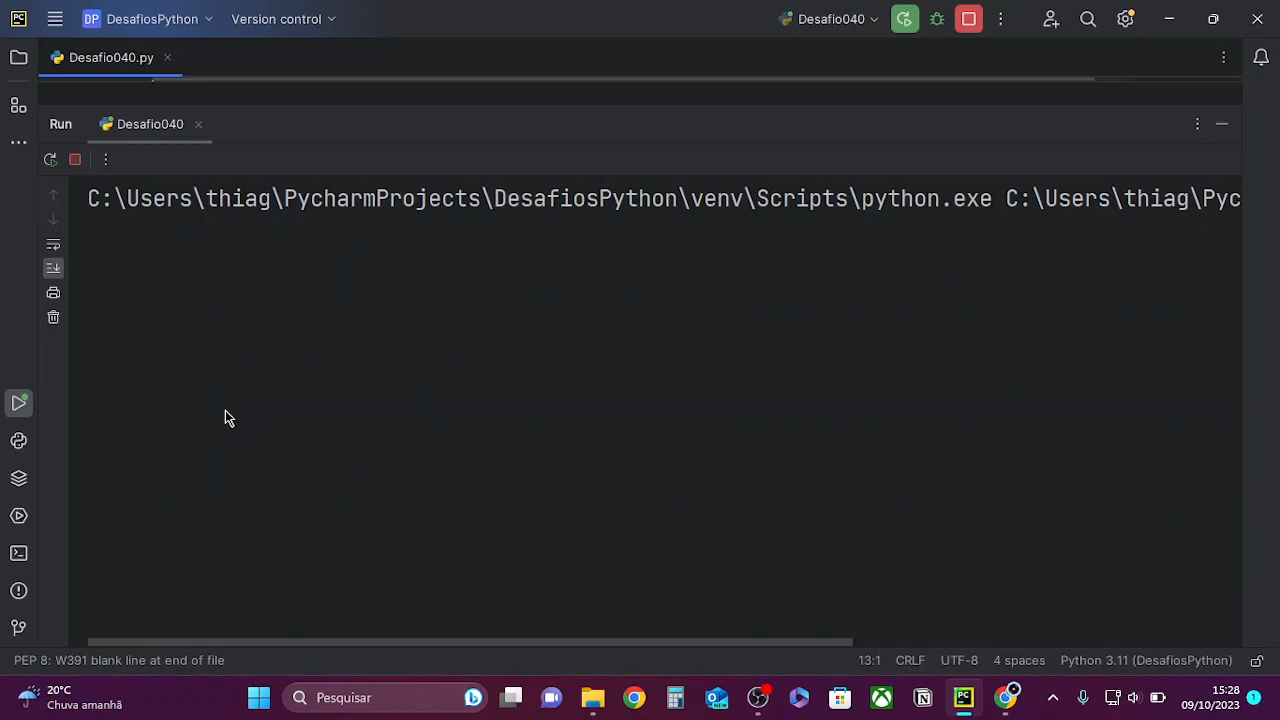 DP DesafiosPython Version control Desafio040
Desafio040.py
Run Desafio040
C:\Users\thiag\PycharmProjects\DesafiosPython\venv\Scripts\python.exe C:\Users\thiag\Pyc
PEP 8: W391 blank line at end of file 13:1 CRLF UTF-8 4 spaces Python 3.11 (DesafiosPython)
20°C
Chuva amanhã
Pesquisar
15:28
09/10/2023
1